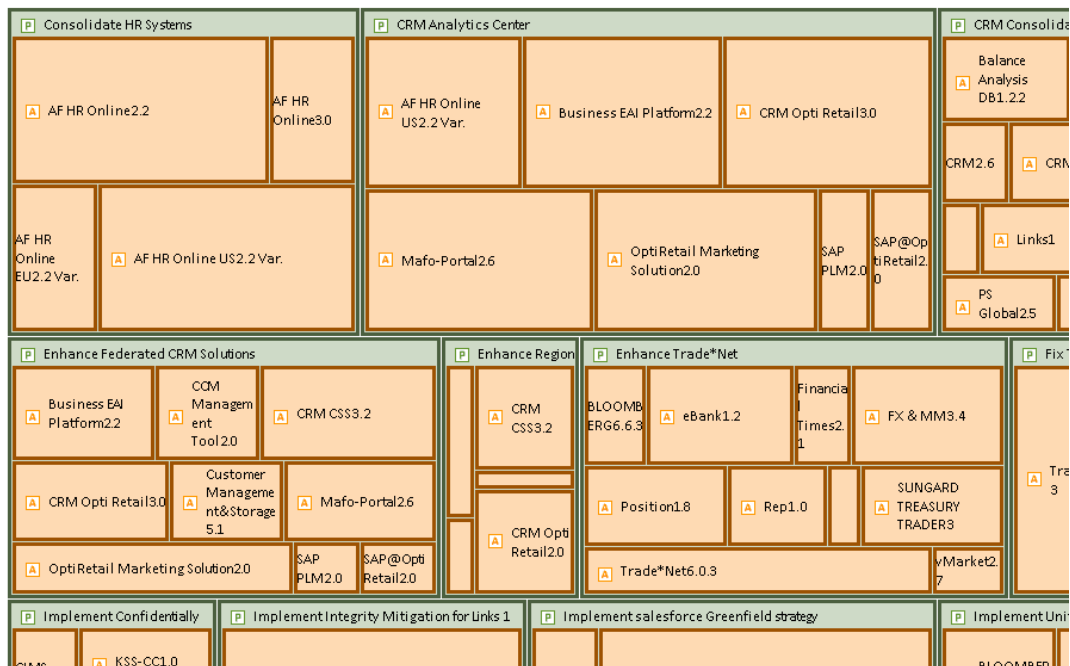 P Consolidate HR Systems
A AF HR Online2.2
AF HR
Online3.0
AF HR
Online
EU2.2 Var.
A AF HR Online US2.2 Var.
P CRM Analytics Center
A AF HR Online
US2.2 Var.
A Business EAI Platform2.2
A CRM Opti Retail3.0
A Mafo-Portal2.6
A OptiRetail Marketing
Solution2.0
SAP
PLM2.0
SAP@Op
tiRetail2.
0
P CRM Consolida
A Balance
Analysis
DB1.2.2
CRM2.6
A CRM
A Links1
A PS
Global2.5
P Enhance Federated CRM Solutions
A Business EAI
Platform2.2
A CCM
Managem
ent
Tool2.0
A CRM CSS3.2
A CRM Opti Retail3.0
A Customer
Manageme
nt&Storage
5.1
A Mafo-Portal2.6
A OptiRetail Marketing Solution2.0
SAP
PLM2.0
SAP@Opti
Retail2.0
P Enhance Region
A CRM
CSS3.2
A CRM Opti
Retail2.0
P Enhance Trade*Net
BLOOMB
ERG6.6.3
A eBank1.2
Financia
l
Times2.
1
A FX & MM3.4
A Position1.8
A Rep1.0
A SUNGARD
TREASURY
TRADER3
A Trade*Net6.0.3
vMarket2.
7
P Fix T
A Tra
3
P Implement Confidentially
A KSS-CC1.0
P Implement Integrity Mitigation for Links 1
P Implement salesforce Greenfield strategy
P Implement Uni
BLOOMBER